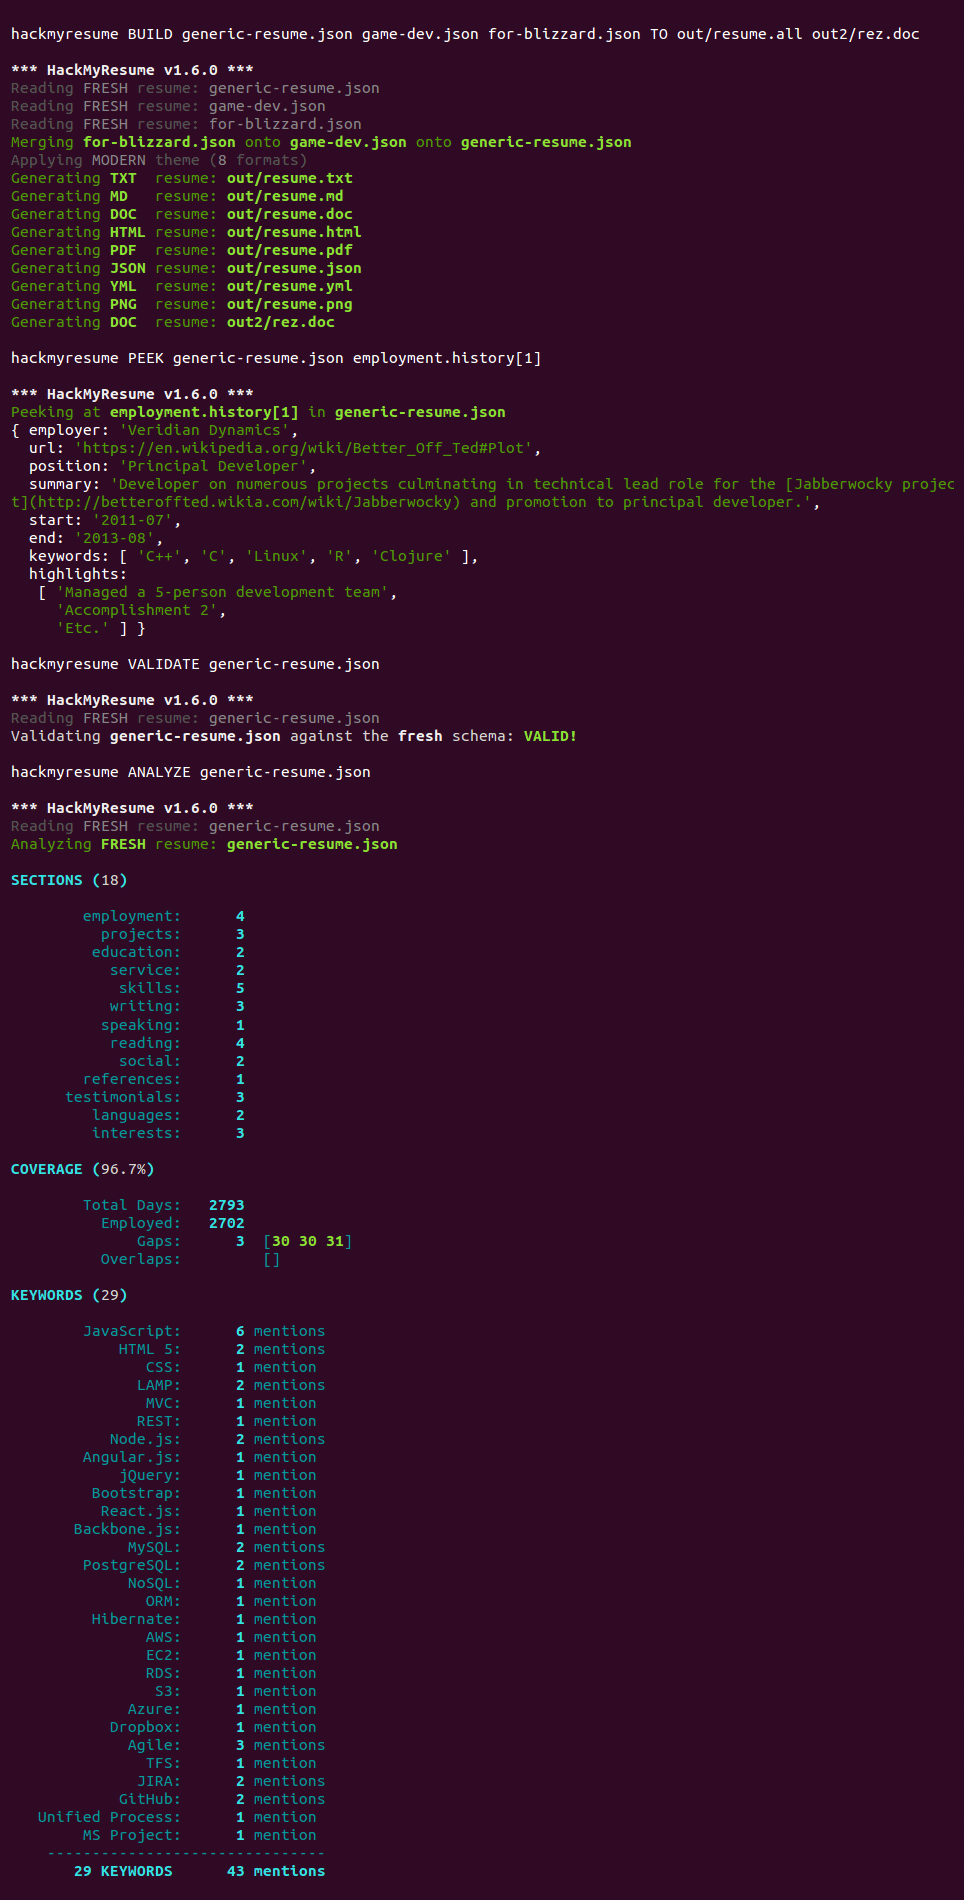 hackmyresume BUILD generic-resume.json game-dev.json for-blizzard.json TO out/resume.all out2/rez.doc
*** HackMyResume v1.6.0 ***
Reading FRESH resume: generic-resume.json
Reading FRESH resume: game-dev.json
Reading FRESH resume: for-blizzard.json
Merging for-blizzard.json onto game-dev.json onto generic-resume.json
Applying MODERN theme (8 formats)
Generating TXT  resume: out/resume.txt
Generating MD   resume: out/resume.md
Generating DOC  resume: out/resume.doc
Generating HTML resume: out/resume.html
Generating PDF  resume: out/resume.pdf
Generating JSON resume: out/resume.json
Generating YML  resume: out/resume.yml
Generating PNG  resume: out/resume.png
Generating DOC  resume: out2/rez.doc
hackmyresume PEEK generic-resume.json employment.history[1]
*** HackMyResume v1.6.0 ***
Peeking at employment.history[1] in generic-resume.json
{ employer: 'Veridian Dynamics',
  url: 'https://en.wikipedia.org/wiki/Better_Off_Ted#Plot',
  position: 'Principal Developer',
  summary: 'Developer on numerous projects culminating in technical lead role for the [Jabberwocky projec
t](http://betteroffted.wikia.com/wiki/Jabberwocky) and promotion to principal developer.',
  start: '2011-07',
  end: '2013-08',
  keywords: [ 'C++', 'C', 'Linux', 'R', 'Clojure' ],
  highlights:
   [ 'Managed a 5-person development team',
     'Accomplishment 2',
     'Etc.' ] }
hackmyresume VALIDATE generic-resume.json
*** HackMyResume v1.6.0 ***
Reading FRESH resume: generic-resume.json
Validating generic-resume.json against the fresh schema: VALID!
hackmyresume ANALYZE generic-resume.json
*** HackMyResume v1.6.0 ***
Reading FRESH resume: generic-resume.json
Analyzing FRESH resume: generic-resume.json
SECTIONS (18)
employment: 4
projects: 3
education: 2
service: 2
skills: 5
writing: 3
speaking: 1
reading: 4
social: 2
references: 1
testimonials: 3
languages: 2
interests: 3
COVERAGE (96.7%)
Total Days: 2793
Employed: 2702
Gaps: 3 [30 30 31]
Overlaps: []
KEYWORDS (29)
JavaScript: 6 mentions
HTML 5: 2 mentions
CSS: 1 mention
LAMP: 2 mentions
MVC: 1 mention
REST: 1 mention
Node.js: 2 mentions
Angular.js: 1 mention
jQuery: 1 mention
Bootstrap: 1 mention
React.js: 1 mention
Backbone.js: 1 mention
MySQL: 2 mentions
PostgreSQL: 2 mentions
NoSQL: 1 mention
ORM: 1 mention
Hibernate: 1 mention
AWS: 1 mention
EC2: 1 mention
RDS: 1 mention
S3: 1 mention
Azure: 1 mention
Dropbox: 1 mention
Agile: 3 mentions
TFS: 1 mention
JIRA: 2 mentions
GitHub: 2 mentions
Unified Process: 1 mention
MS Project: 1 mention
-------------------------------
29 KEYWORDS 43 mentions